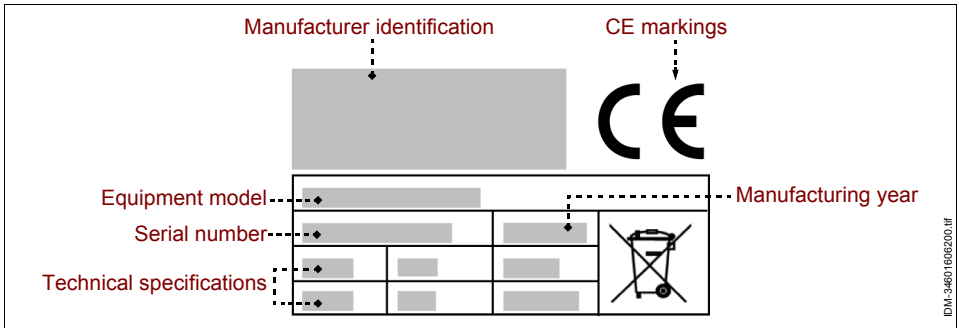 Manufacturer identification
CE markings
CE
Equipment model
Manufacturing year
Serial number
Technical specifications
IDM-34601606200.tif